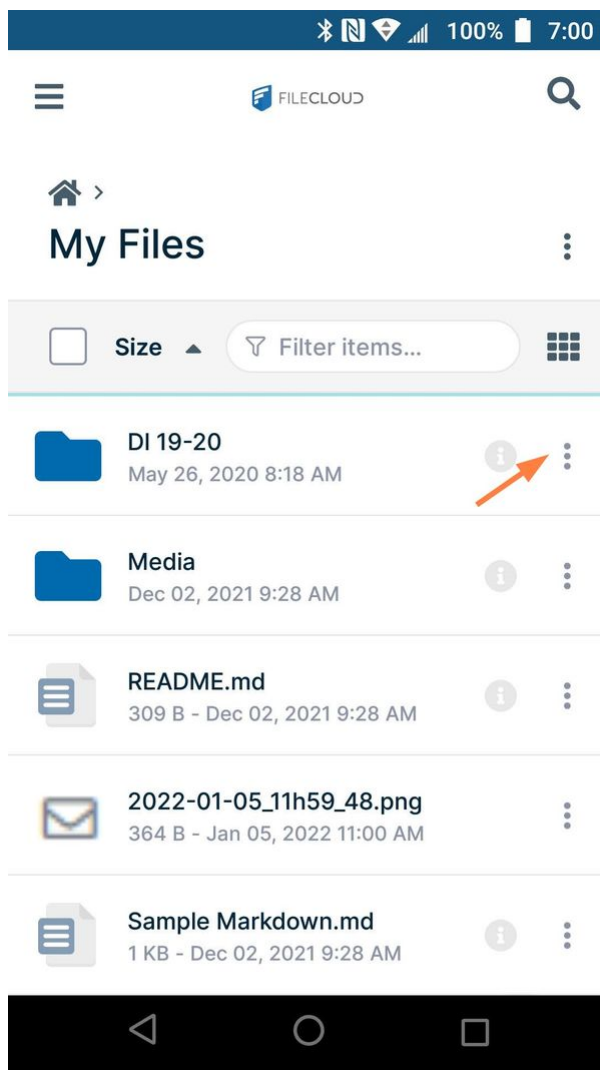 100% 7:00
FILECLOUD
My Files
Size Filter items...
DI 19-20
May 26, 2020 8:18 AM
Media
Dec 02, 2021 9:28 AM
README.md
309 B - Dec 02, 2021 9:28 AM
2022-01-05_11h59_48.png
364 B - Jan 05, 2022 11:00 AM
Sample Markdown.md
1 KB - Dec 02, 2021 9:28 AM